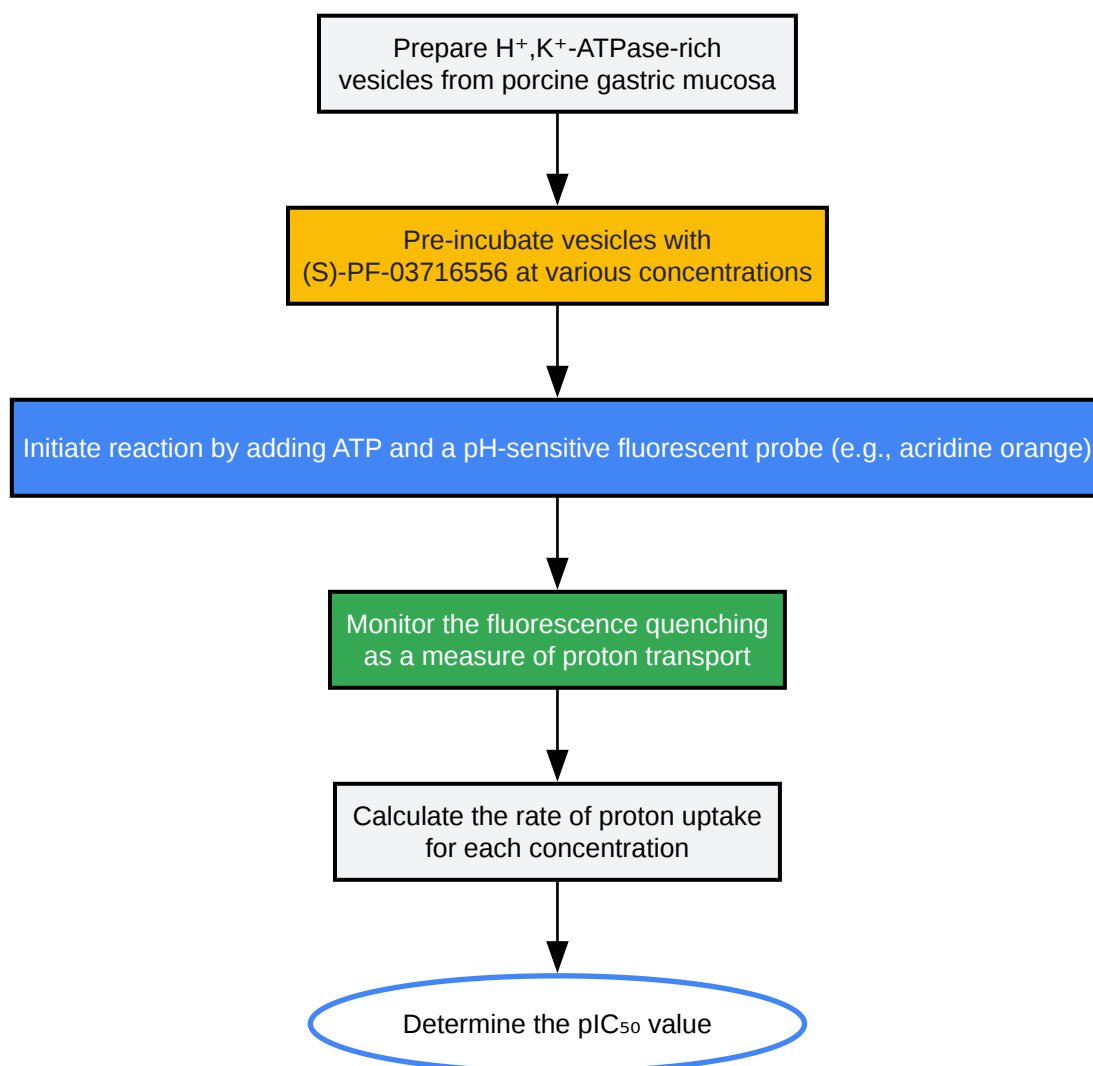 Prepare H⁺,K⁺-ATPase-rich
vesicles from porcine gastric mucosa
Pre-incubate vesicles with
(S)-PF-03716556 at various concentrations
Initiate reaction by adding ATP and a pH-sensitive fluorescent probe (e.g., acridine orange)
Monitor the fluorescence quenching
as a measure of proton transport
Calculate the rate of proton uptake
for each concentration
Determine the pIC₅₀ value